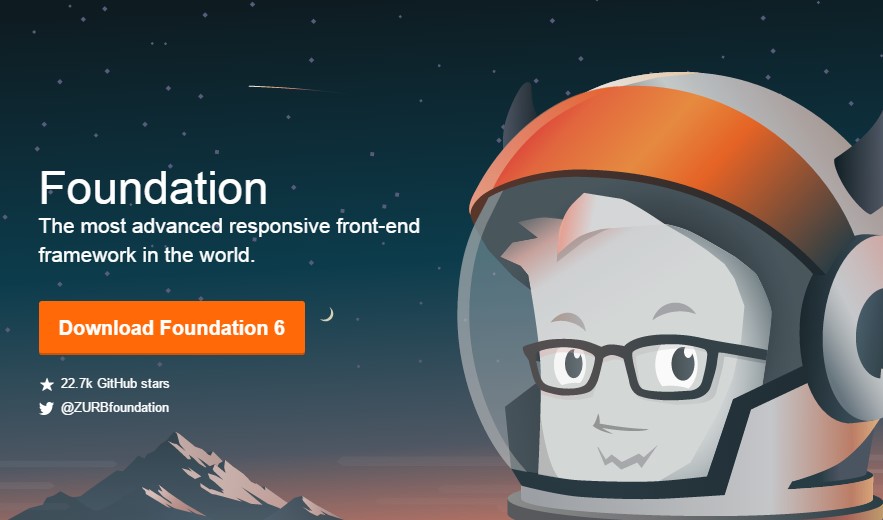 Foundation
The most advanced responsive front-end
framework in the world.
Download Foundation 6
22.7k GitHub stars
@ZURBfoundation